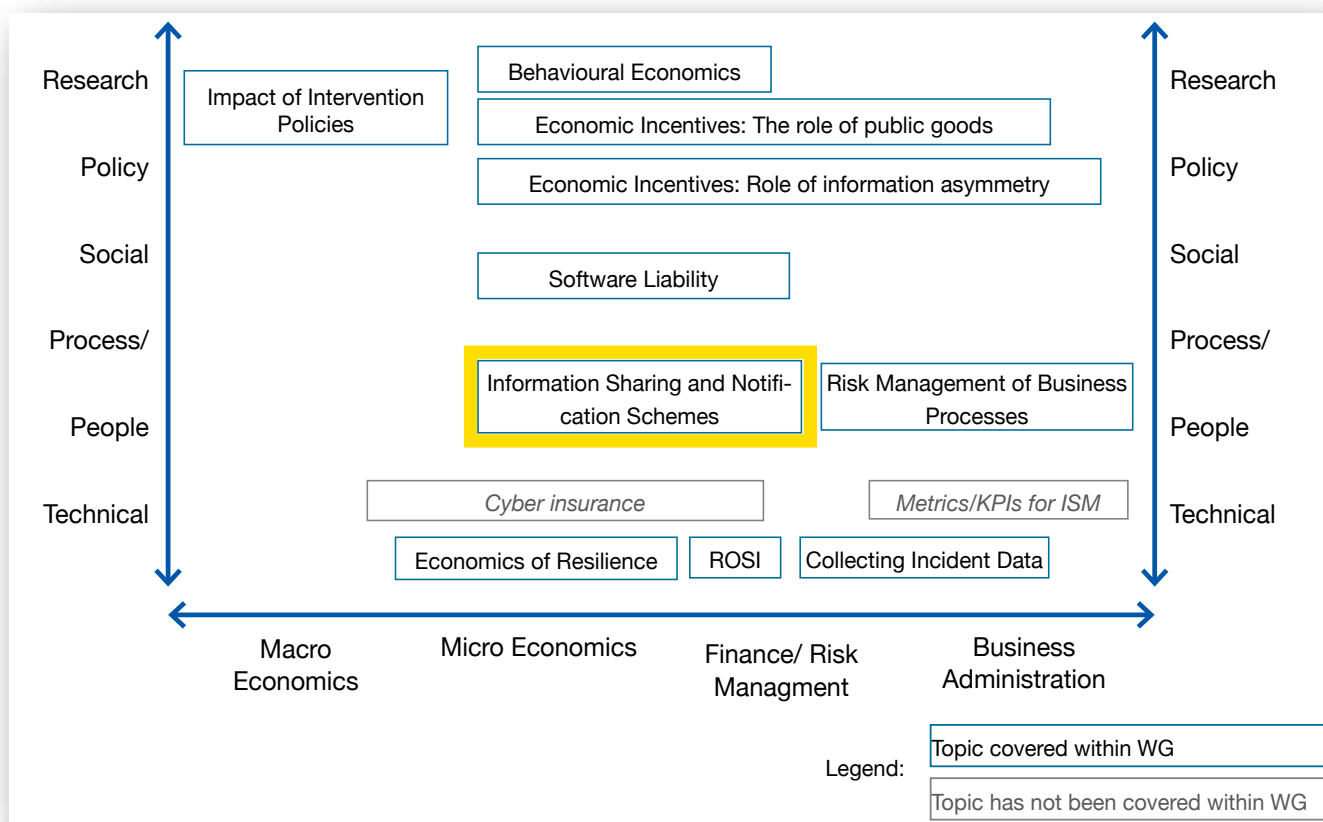 Research
Policy
Social
Process/
People
Technical
Impact of Intervention
Policies
Behavioural Economics
Economic Incentives: The role of public goods
Economic Incentives: Role of information asymmetry
Software Liability
Information Sharing and Notifi-
cation Schemes
Risk Management of Business
Processes
Cyber insurance
Metrics/KPIs for ISM
Economics of Resilience
ROSI
Collecting Incident Data
Research
Policy
Social
Process/
People
Technical
Macro
Economics
Micro Economics
Finance/ Risk
Managment
Business
Administration
Legend:
Topic covered within WG
Topic has not been covered within WG